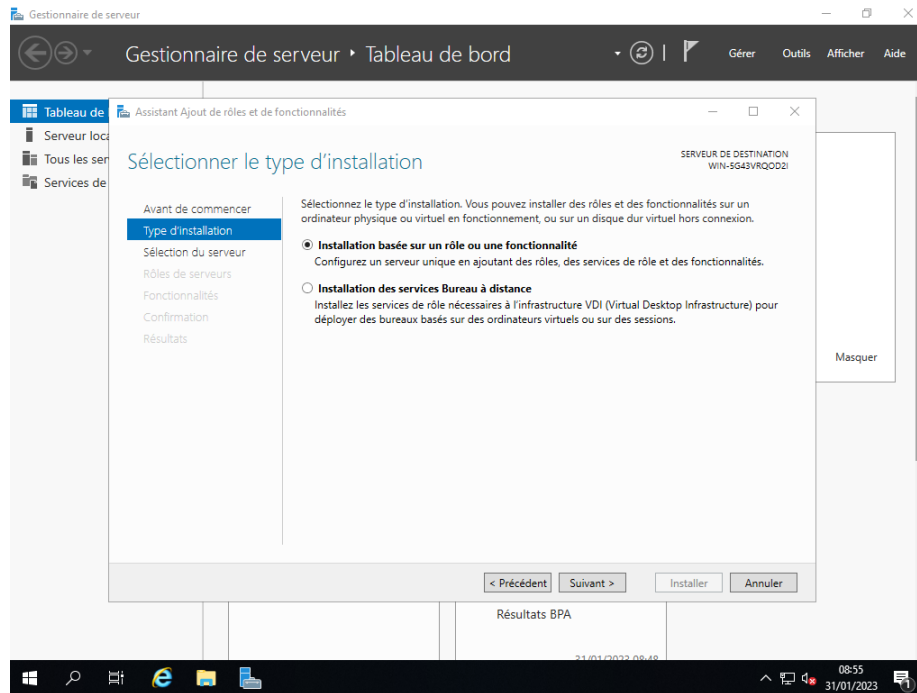 Gestionnaire de serveur
Gestionnaire de serveur
Tableau de bord
Gérer
Outils
Afficher
Aide
Tableau de
Serveur loca
Tous les ser
Services de
Assistant Ajout de rôles et de fonctionnalités
Sélectionner le type d'installation
SERVEUR DE DESTINATION
WIN-5G43VRQOD2I
Avant de commencer
Type d'installation
Sélection du serveur
Rôles de serveurs
Fonctionnalités
Confirmation
Résultats
Sélectionnez le type d'installation. Vous pouvez installer des rôles et des fonctionnalités sur un
ordinateur physique ou virtuel en fonctionnement, ou sur un disque dur virtuel hors connexion.
Installation basée sur un rôle ou une fonctionnalité
Configurez un serveur unique en ajoutant des rôles, des services de rôle et des fonctionnalités.
Installation des services Bureau à distance
Installez les services de rôle nécessaires à l'infrastructure VDI (Virtual Desktop Infrastructure) pour
déployer des bureaux basés sur des ordinateurs virtuels ou sur des sessions.
Masquer
< Précédent
Suivant >
Installer
Annuler
Résultats BPA
31/01/2023 08:48
08:55
31/01/2023
1